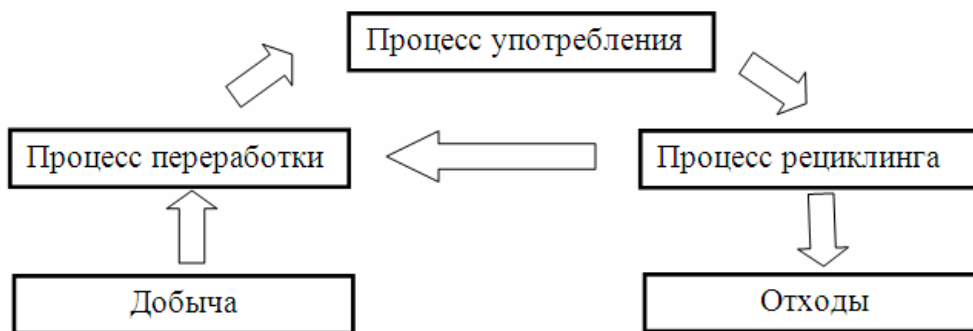 Процесс употребления
Процесс переработки
Процесс рециклинга
Добыча
Отходы